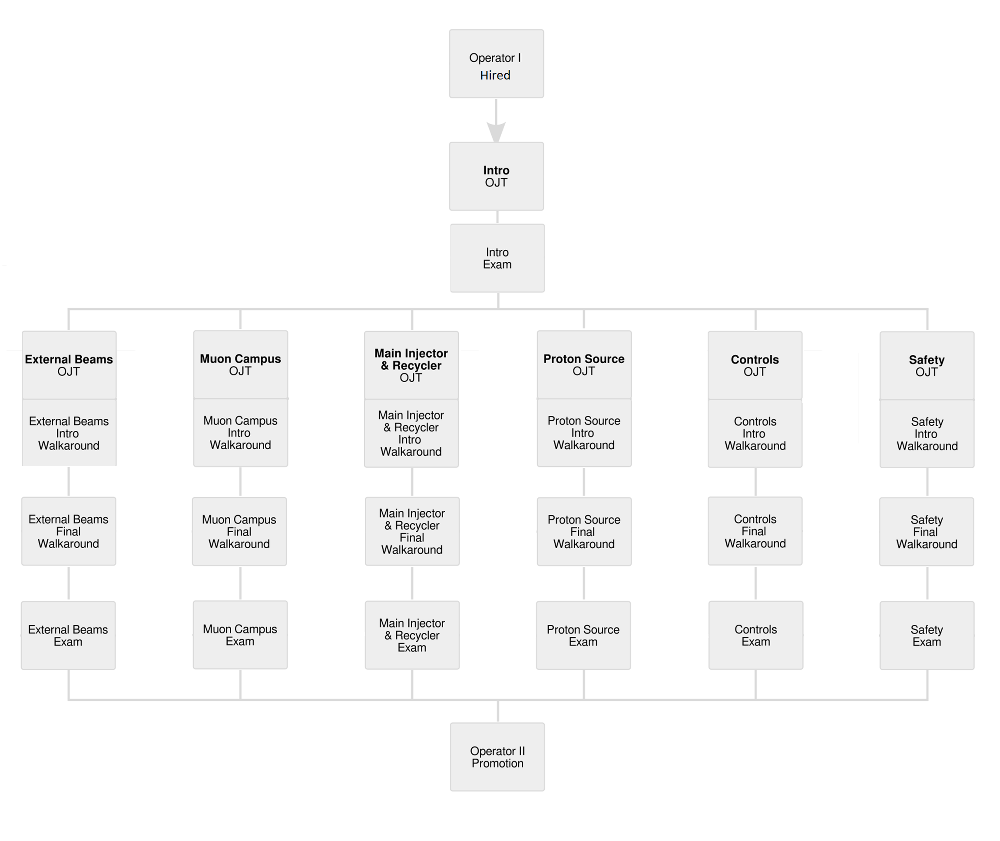 Operator I
Hired
Intro
OJT
Intro
Exam
External Beams
OJT
Muon Campus
OJT
Main Injector
& Recycler
OJT
Proton Source
OJT
Controls
OJT
Safety
OJT
External Beams
Intro
Walkaround
Muon Campus
Intro
Walkaround
Main Injector
& Recycler
Intro
Walkaround
Proton Source
Intro
Walkaround
Controls
Intro
Walkaround
Safety
Intro
Walkaround
External Beams
Final
Walkaround
Muon Campus
Final
Walkaround
Main Injector
& Recycler
Final
Walkaround
Proton Source
Final
Walkaround
Controls
Final
Walkaround
Safety
Final
Walkaround
External Beams
Exam
Muon Campus
Exam
Main Injector
& Recycler
Exam
Proton Source
Exam
Controls
Exam
Safety
Exam
Operator II
Promotion